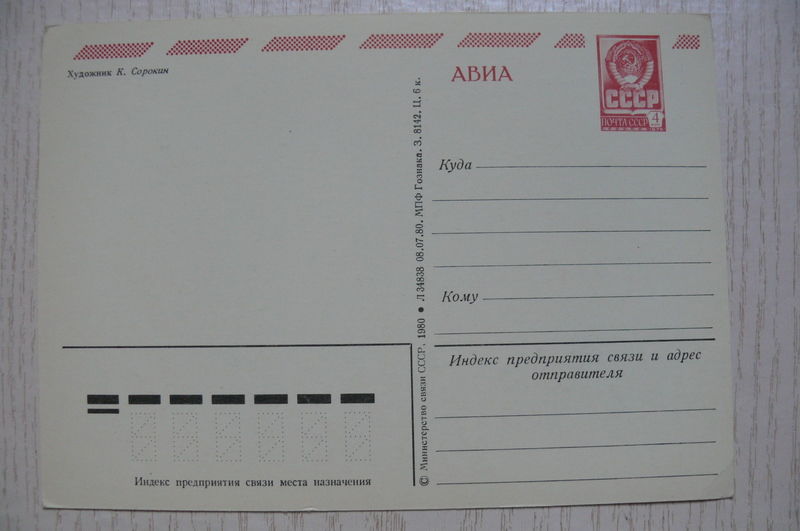 Художник К. Сорокин
АВИА
СССР
ПОЧТА СССР 4
Куда
Кому
Индекс предприятия связи и адрес
отправителя
© Министерство связи СССР, 1980 ● Л 34838 08.07.80. МПФ Гознака. З. 8142. Ц. 6 к.
Индекс предприятия связи места назначения